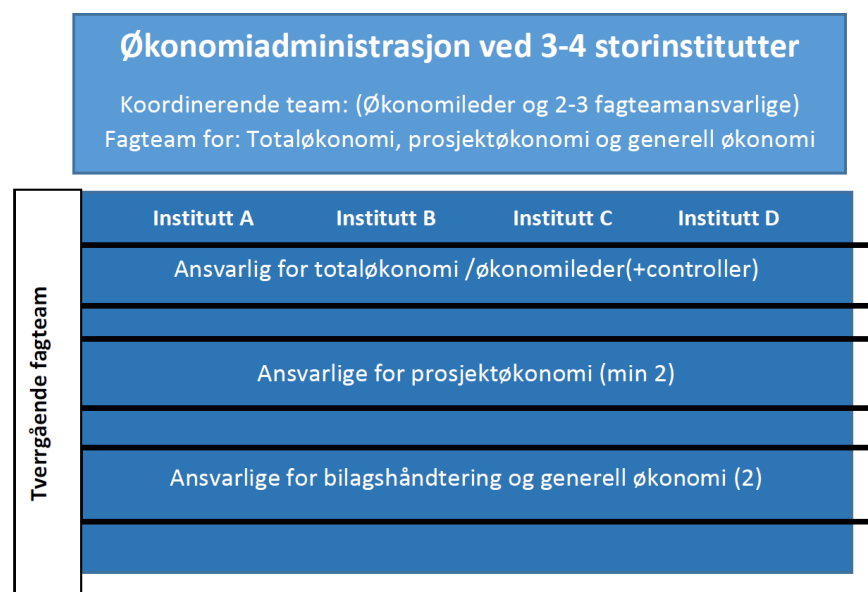 Økonomiadministrasjon ved 3-4 storinstitutter
Koordinerende team: (Økonomileder og 2-3 fagteamansvarlige)
Fagteam for: Totaløkonomi, prosjektøkonomi og generell økonomi
Tverrgående fagteam
Institutt A Institutt B Institutt C Institutt D
Ansvarlig for totaløkonomi /økonomileder(+controller)
Ansvarlige for prosjektøkonomi (min 2)
Ansvarlige for bilagshåndtering og generell økonomi (2)